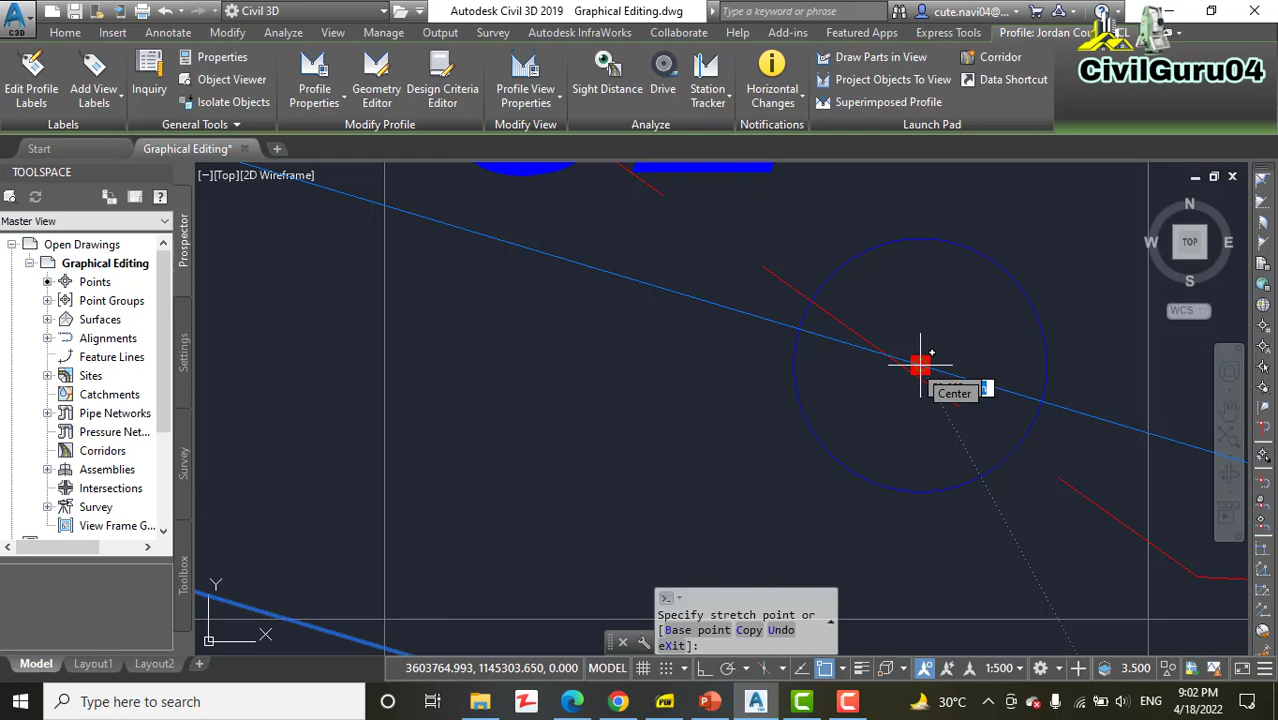 Civil 3D
Autodesk Civil 3D 2019 Graphical Editing.dwg
Type a keyword or phrase
cute.navi04@...
C3D
Home Insert Annotate Modify Analyze View Manage Output Survey Autodesk InfraWorks Collaborate Help Add-ins Featured Apps Express Tools Profile: Jordan Cou CL
CivilGuru04
Edit Profile Labels
Add View Labels
Labels
Inquiry
Properties
Object Viewer
Isolate Objects
General Tools
Profile Properties
Geometry Editor
Design Criteria Editor
Modify Profile
Profile View Properties
Modify View
Sight Distance
Drive
Station Tracker
Analyze
Horizontal Changes
Notifications
Draw Parts in View
Project Objects To View
Superimposed Profile
Corridor
Data Shortcut
Launch Pad
Start
Graphical Editing*
TOOLSPACE
Master View
Open Drawings
Graphical Editing
Points
Point Groups
Surfaces
Alignments
Feature Lines
Sites
Catchments
Pipe Networks
Pressure Net...
Corridors
Assemblies
Intersections
Survey
View Frame G...
Prospector
Settings
Survey
Toolbox
[−][Top][2D Wireframe]
N
W TOP E
S
WCS
Center
Y
X
Specify stretch point or
[Base point Copy Undo
eXit]:
Model Layout1 Layout2
3603764.993, 1145303.650, 0.000 MODEL
1:500
3.500
Type here to search
30°C
ENG
9:02 PM
4/18/2022